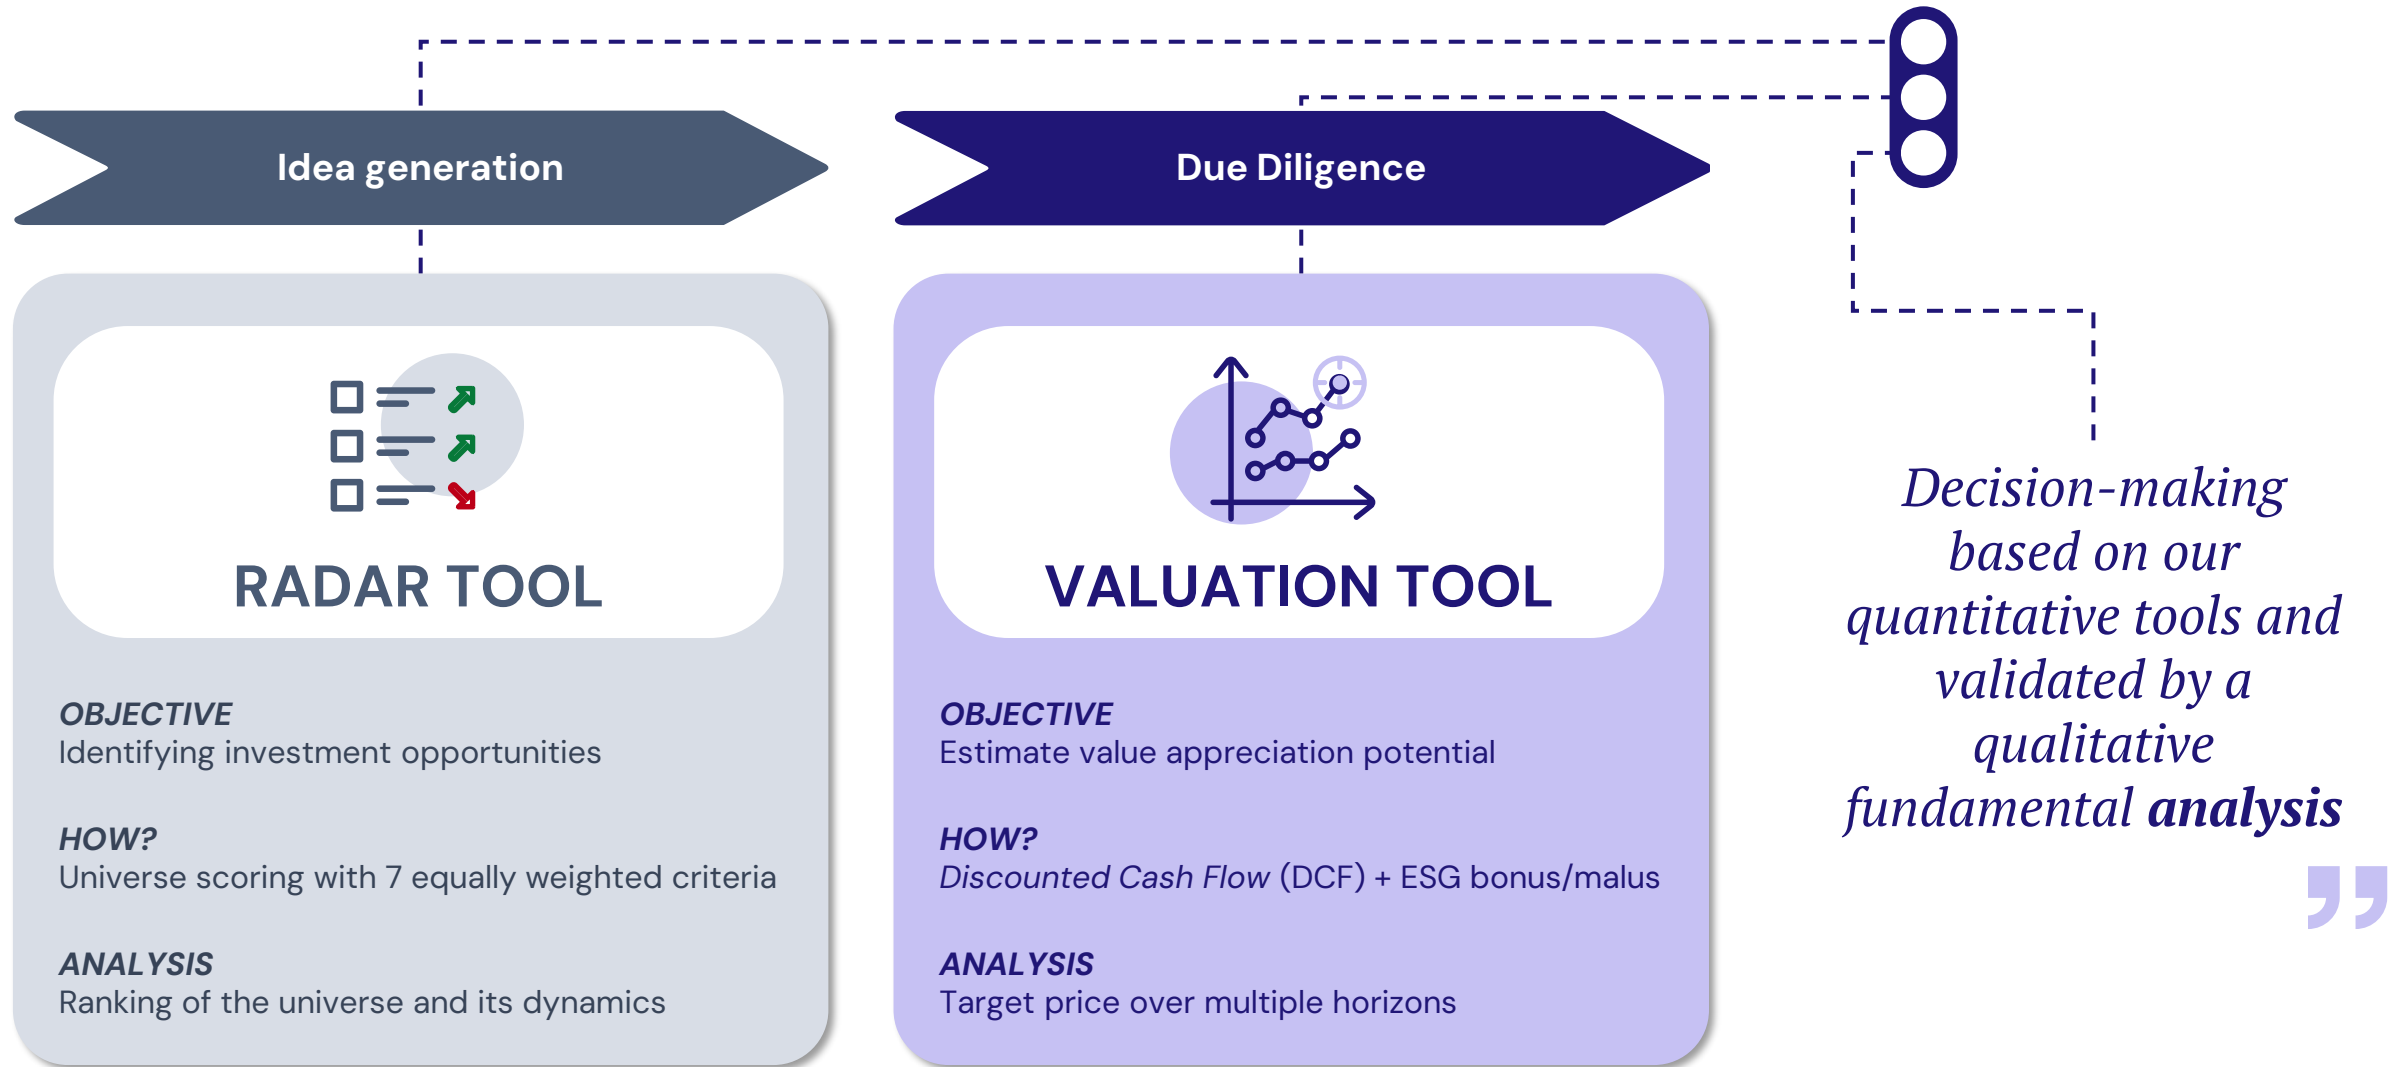 Idea generation
Due Diligence
RADAR TOOL
OBJECTIVE
Identifying investment opportunities
HOW?
Universe scoring with 7 equally weighted criteria
ANALYSIS
Ranking of the universe and its dynamics
VALUATION TOOL
OBJECTIVE
Estimate value appreciation potential
HOW?
Discounted Cash Flow (DCF) + ESG bonus/malus
ANALYSIS
Target price over multiple horizons
Decision-making
based on our
quantitative tools and
validated by a
qualitative
fundamental analysis
”